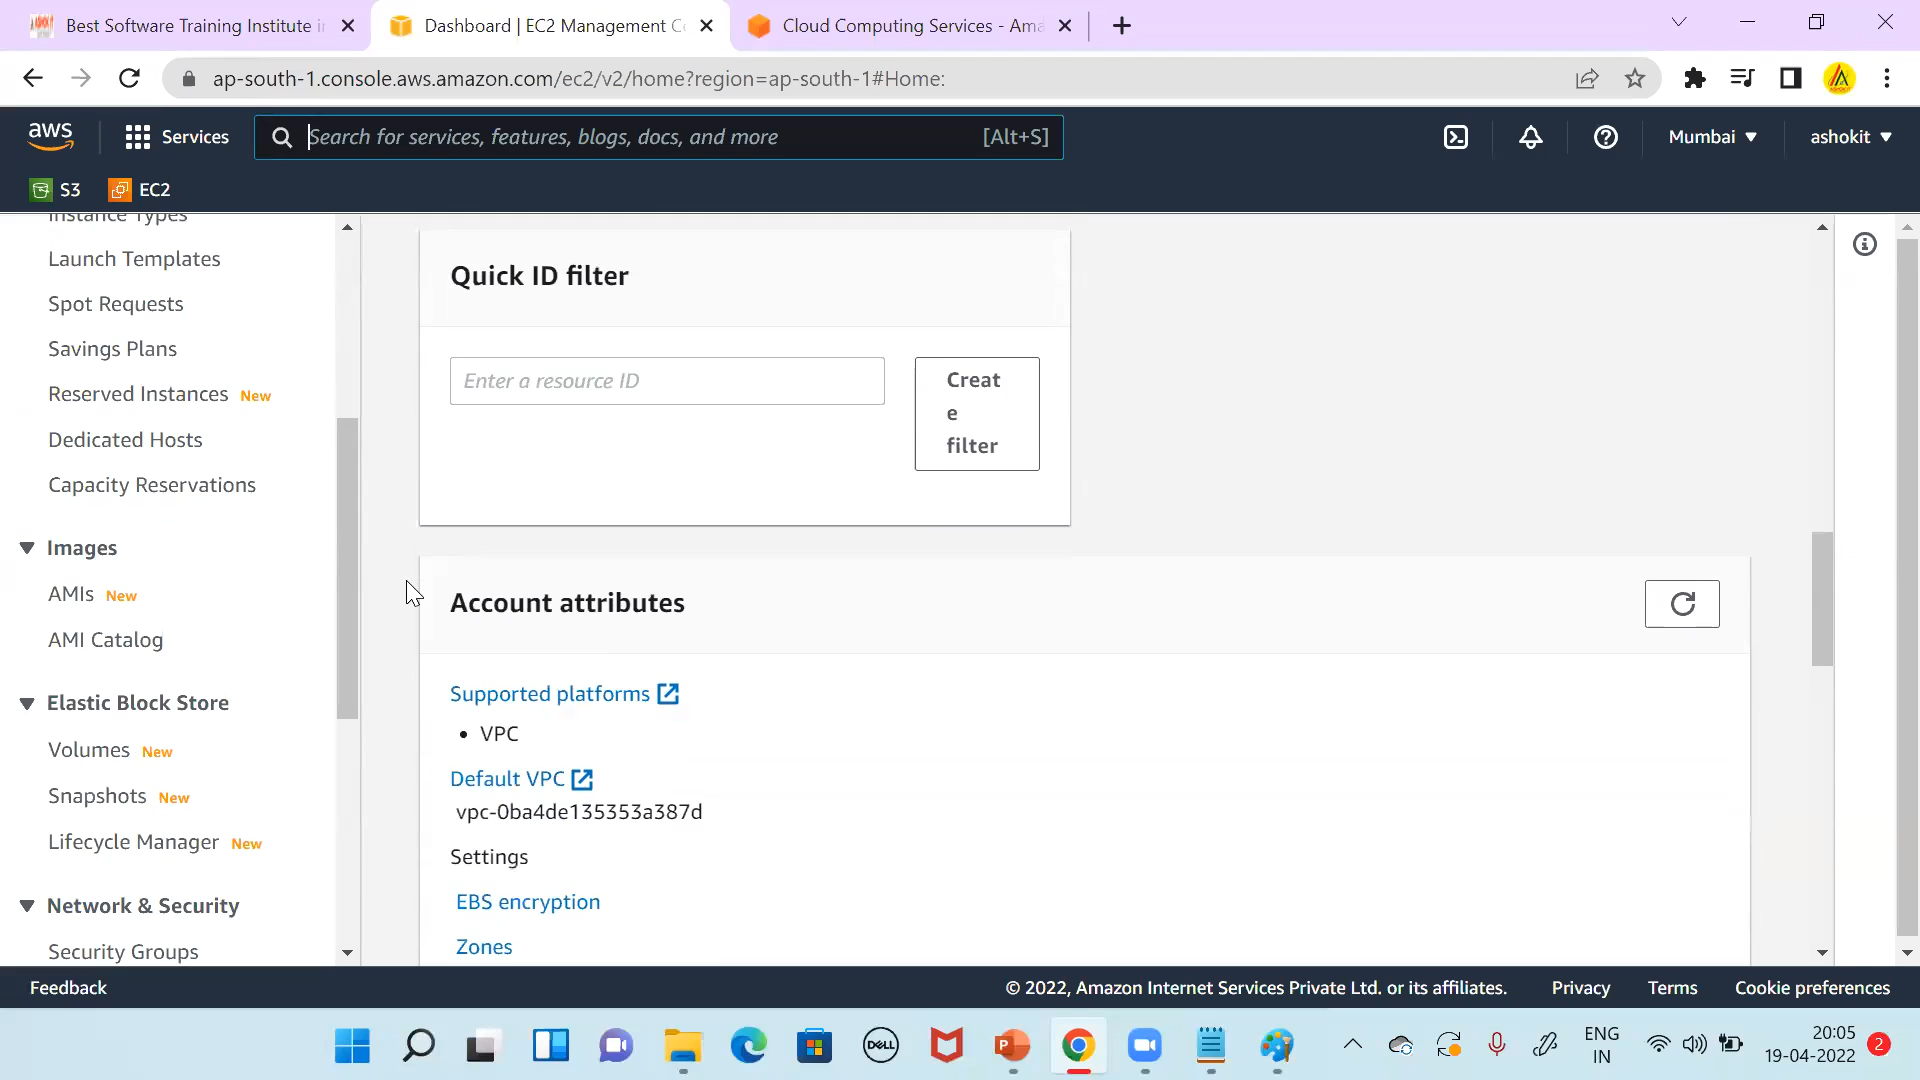 Best Software Training Institute in
Dashboard | EC2 Management Co
Cloud Computing Services - Ama
ap-south-1.console.aws.amazon.com/ec2/v2/home?region=ap-south-1#Home:
aws
Services
Search for services, features, blogs, docs, and more
[Alt+S]
Mumbai
ashokit
S3
EC2
Instance Types
Launch Templates
Spot Requests
Savings Plans
Reserved Instances New
Dedicated Hosts
Capacity Reservations
Images
AMIs New
AMI Catalog
Elastic Block Store
Volumes New
Snapshots New
Lifecycle Manager New
Network & Security
Security Groups
Quick ID filter
Enter a resource ID
Creat
e
filter
Account attributes
Supported platforms
• VPC
Default VPC
vpc-0ba4de135353a387d
Settings
EBS encryption
Zones
Feedback
© 2022, Amazon Internet Services Private Ltd. or its affiliates.
Privacy
Terms
Cookie preferences
DELL
P
ENG
IN
20:05
19-04-2022
2